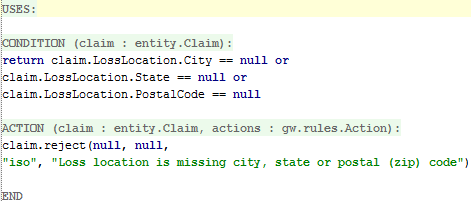 USES:
CONDITION (claim : entity.Claim):
return claim.LossLocation.City == null or
claim.LossLocation.State == null or
claim.LossLocation.PostalCode == null
ACTION (claim : entity.Claim, actions : gw.rules.Action):
claim.reject(null, null,
"iso", "Loss location is missing city, state or postal (zip) code")
END